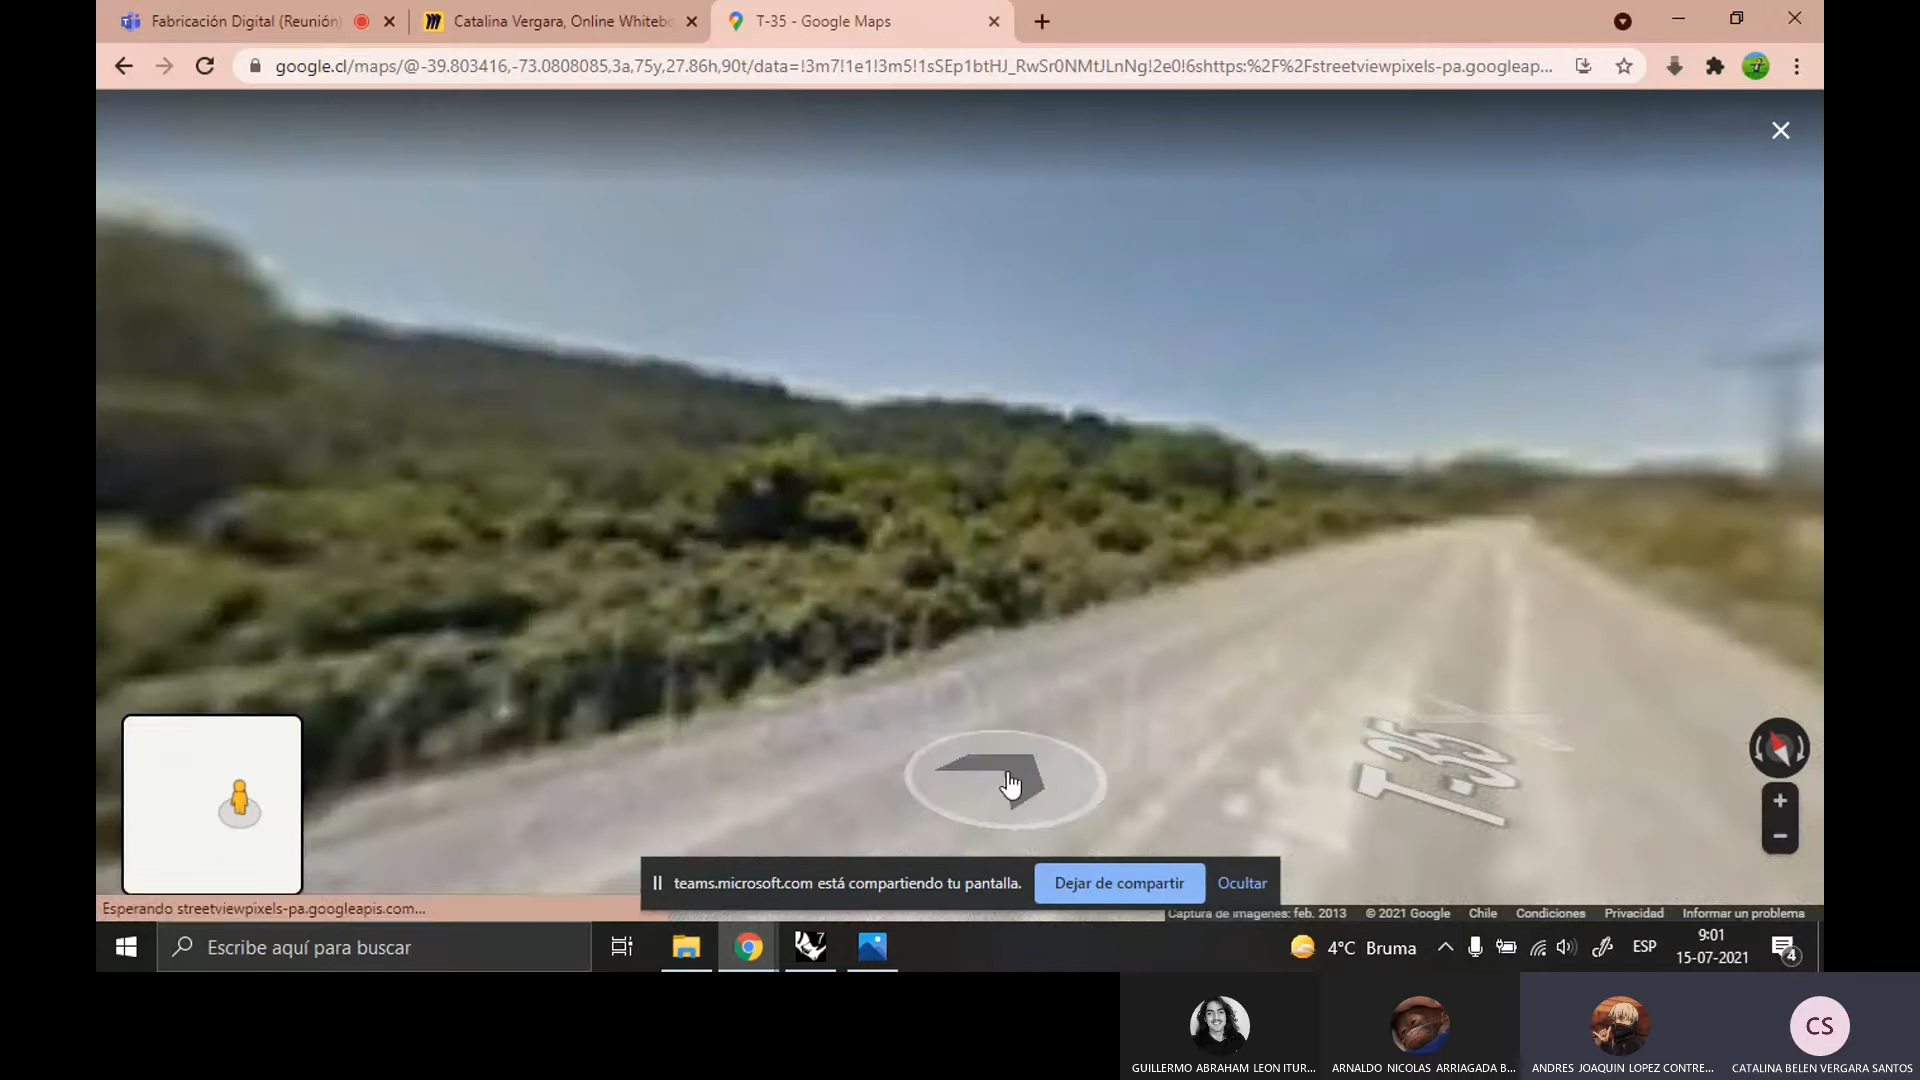 Fabricación Digital (Reunión)
Catalina Vergara, Online Whitebo
T-35 - Google Maps
google.cl/maps/@-39.803416,-73.0808085,3a,75y,27.86h,90t/data=!3m7!1e1!3m5!1sSEp1btHJ_RwSr0NMtJLnNg!2e0!6shttps:%2F%2Fstreetviewpixels-pa.googleap...
T-35
teams.microsoft.com está compartiendo tu pantalla.
Dejar de compartir
Ocultar
Esperando streetviewpixels-pa.googleapis.com...
Captura de imágenes: feb. 2013
© 2021 Google
Chile
Condiciones
Privacidad
Informar un problema
Escribe aquí para buscar
7
4°C Bruma
ESP
9:01
15-07-2021
4
CS
GUILLERMO ABRAHAM LEON ITUR...
ARNALDO NICOLAS ARRIAGADA B...
ANDRES JOAQUIN LOPEZ CONTRE...
CATALINA BELEN VERGARA SANTOS